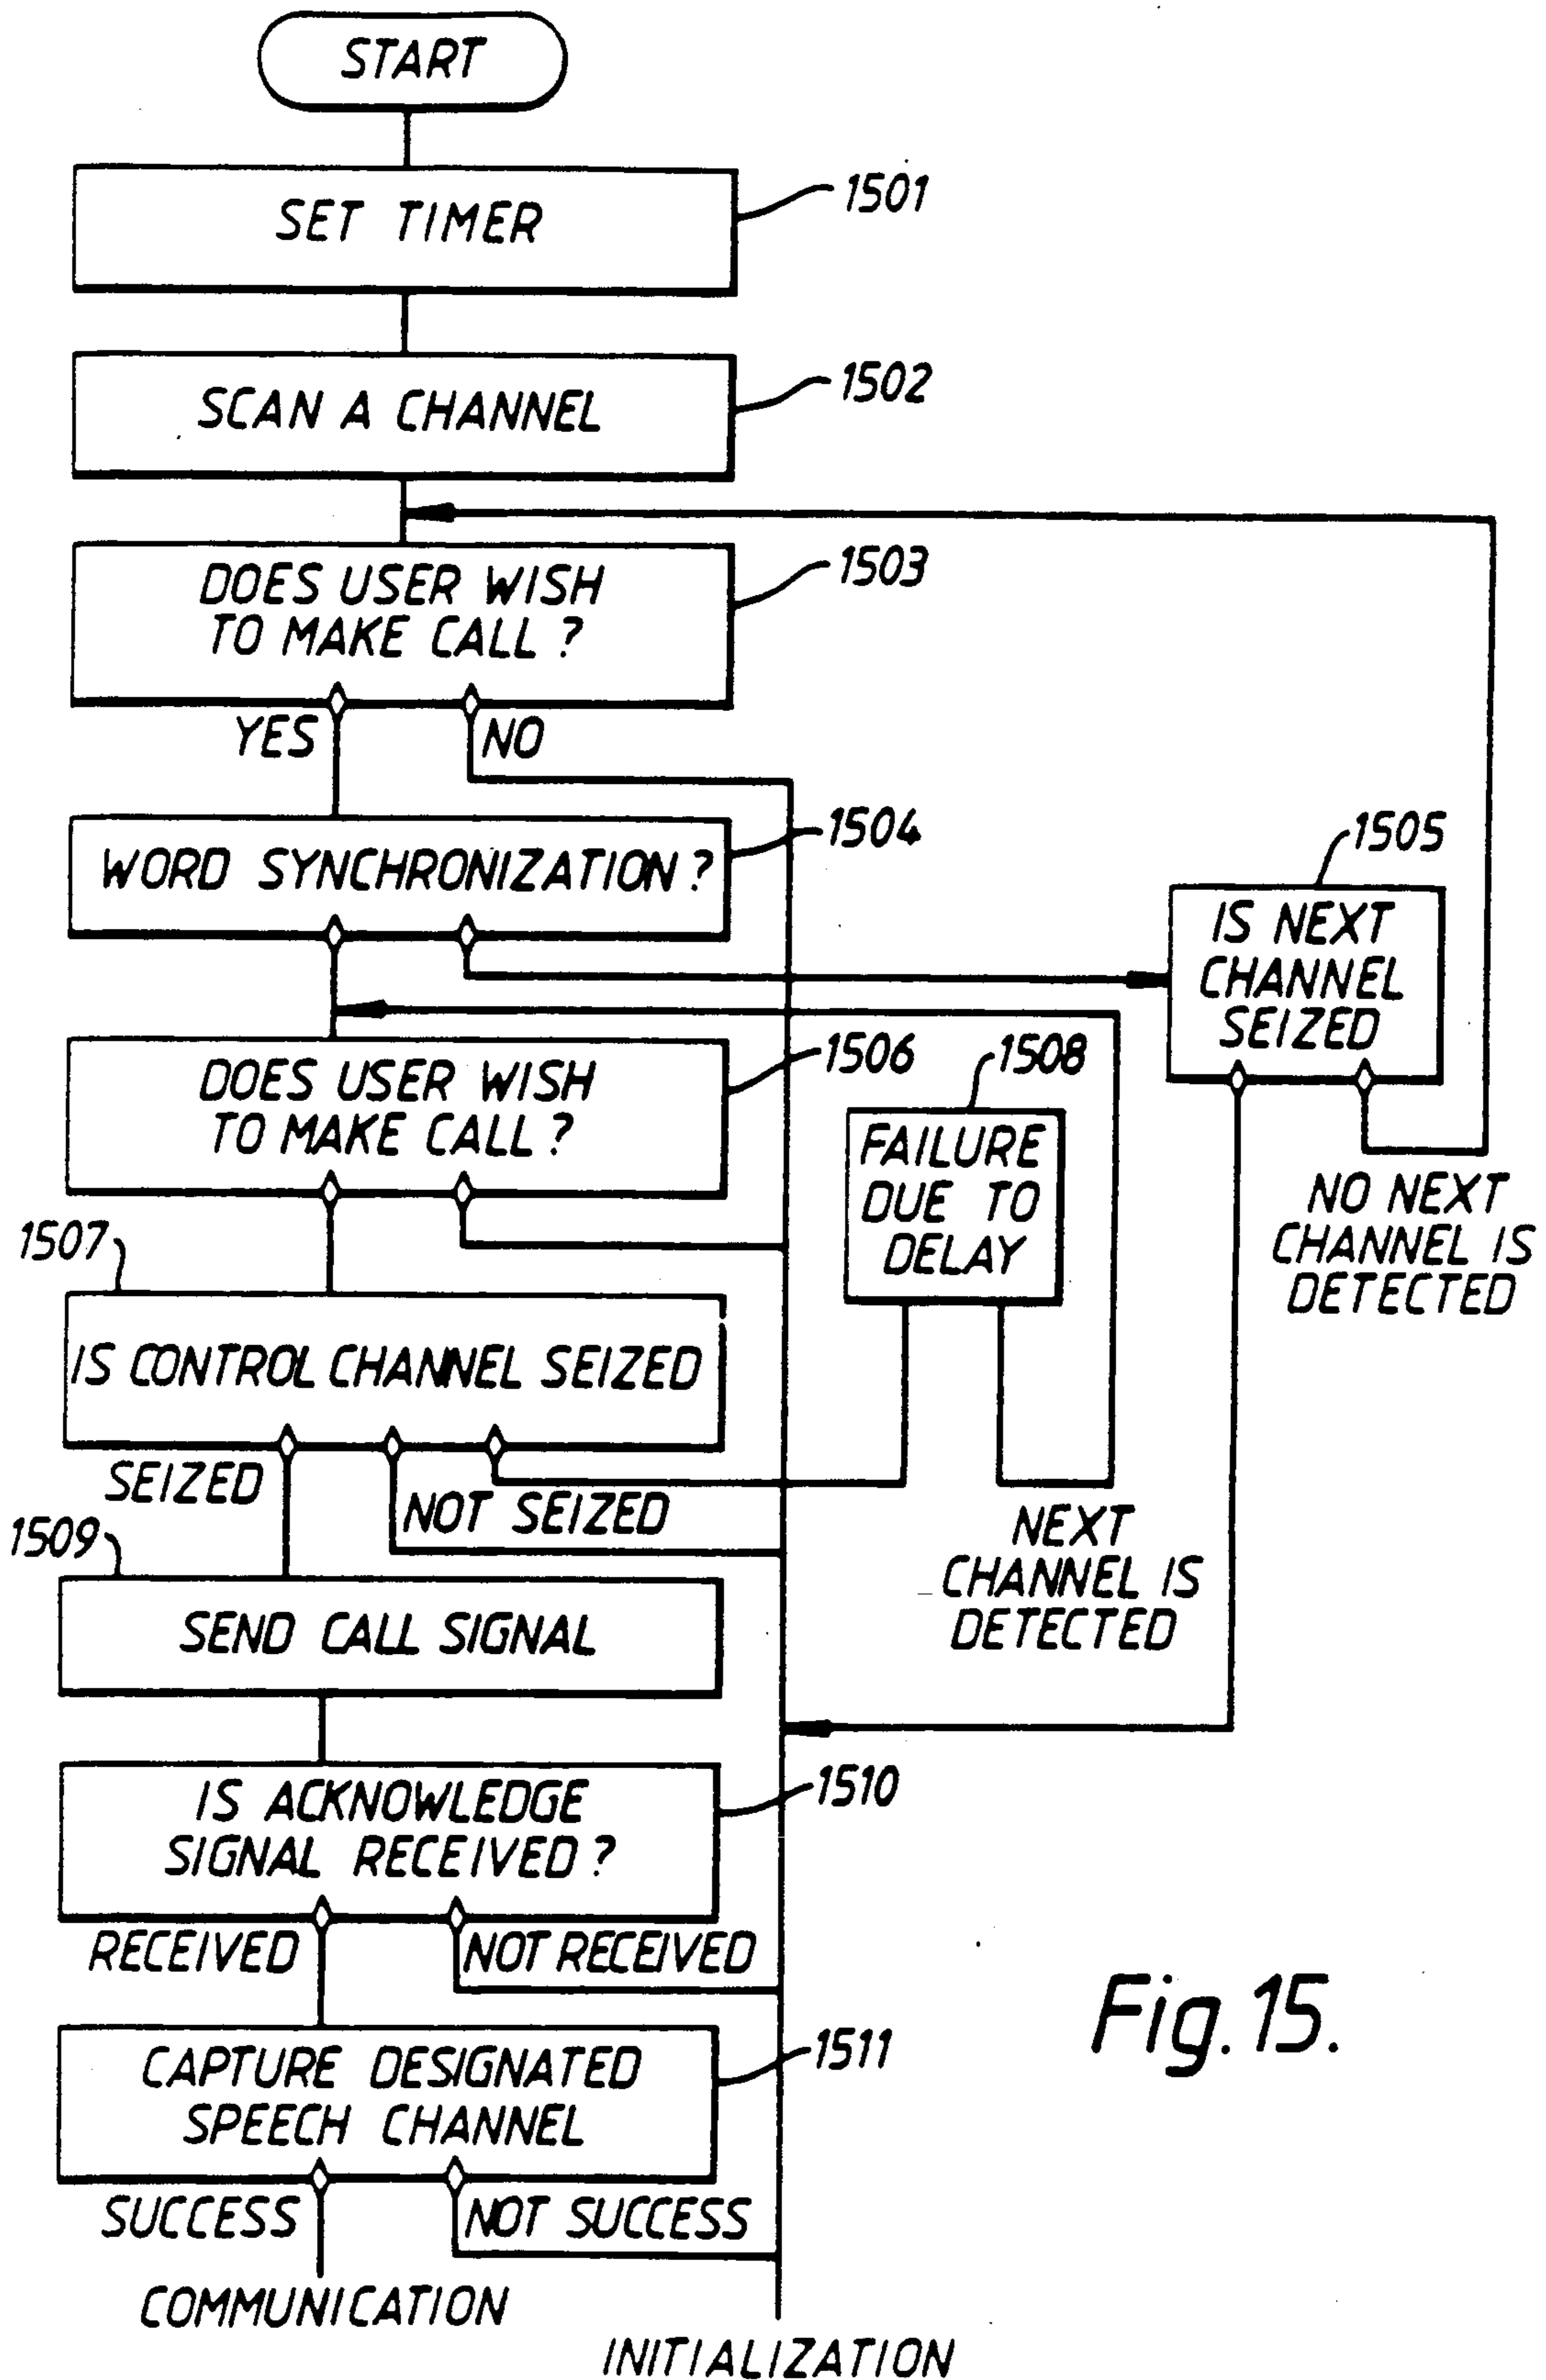 START
SET TIMER
1501
SCAN A CHANNEL
1502
DOES USER WISH
TO MAKE CALL?
1503
YES
NO
WORD SYNCHRONIZATION?
1504
1505
IS NEXT
CHANNEL
SEIZED
DOES USER WISH
TO MAKE CALL?
1506
1508
FAILURE
DUE TO
DELAY
NO NEXT
CHANNEL IS
DETECTED
1507
IS CONTROL CHANNEL SEIZED
SEIZED
NOT SEIZED
NEXT
CHANNEL IS
DETECTED
1509
SEND CALL SIGNAL
IS ACKNOWLEDGE
SIGNAL RECEIVED?
1510
RECEIVED
NOT RECEIVED
CAPTURE DESIGNATED
SPEECH CHANNEL
1511
SUCCESS
NOT SUCCESS
COMMUNICATION
INITIALIZATION
Fig. 15.